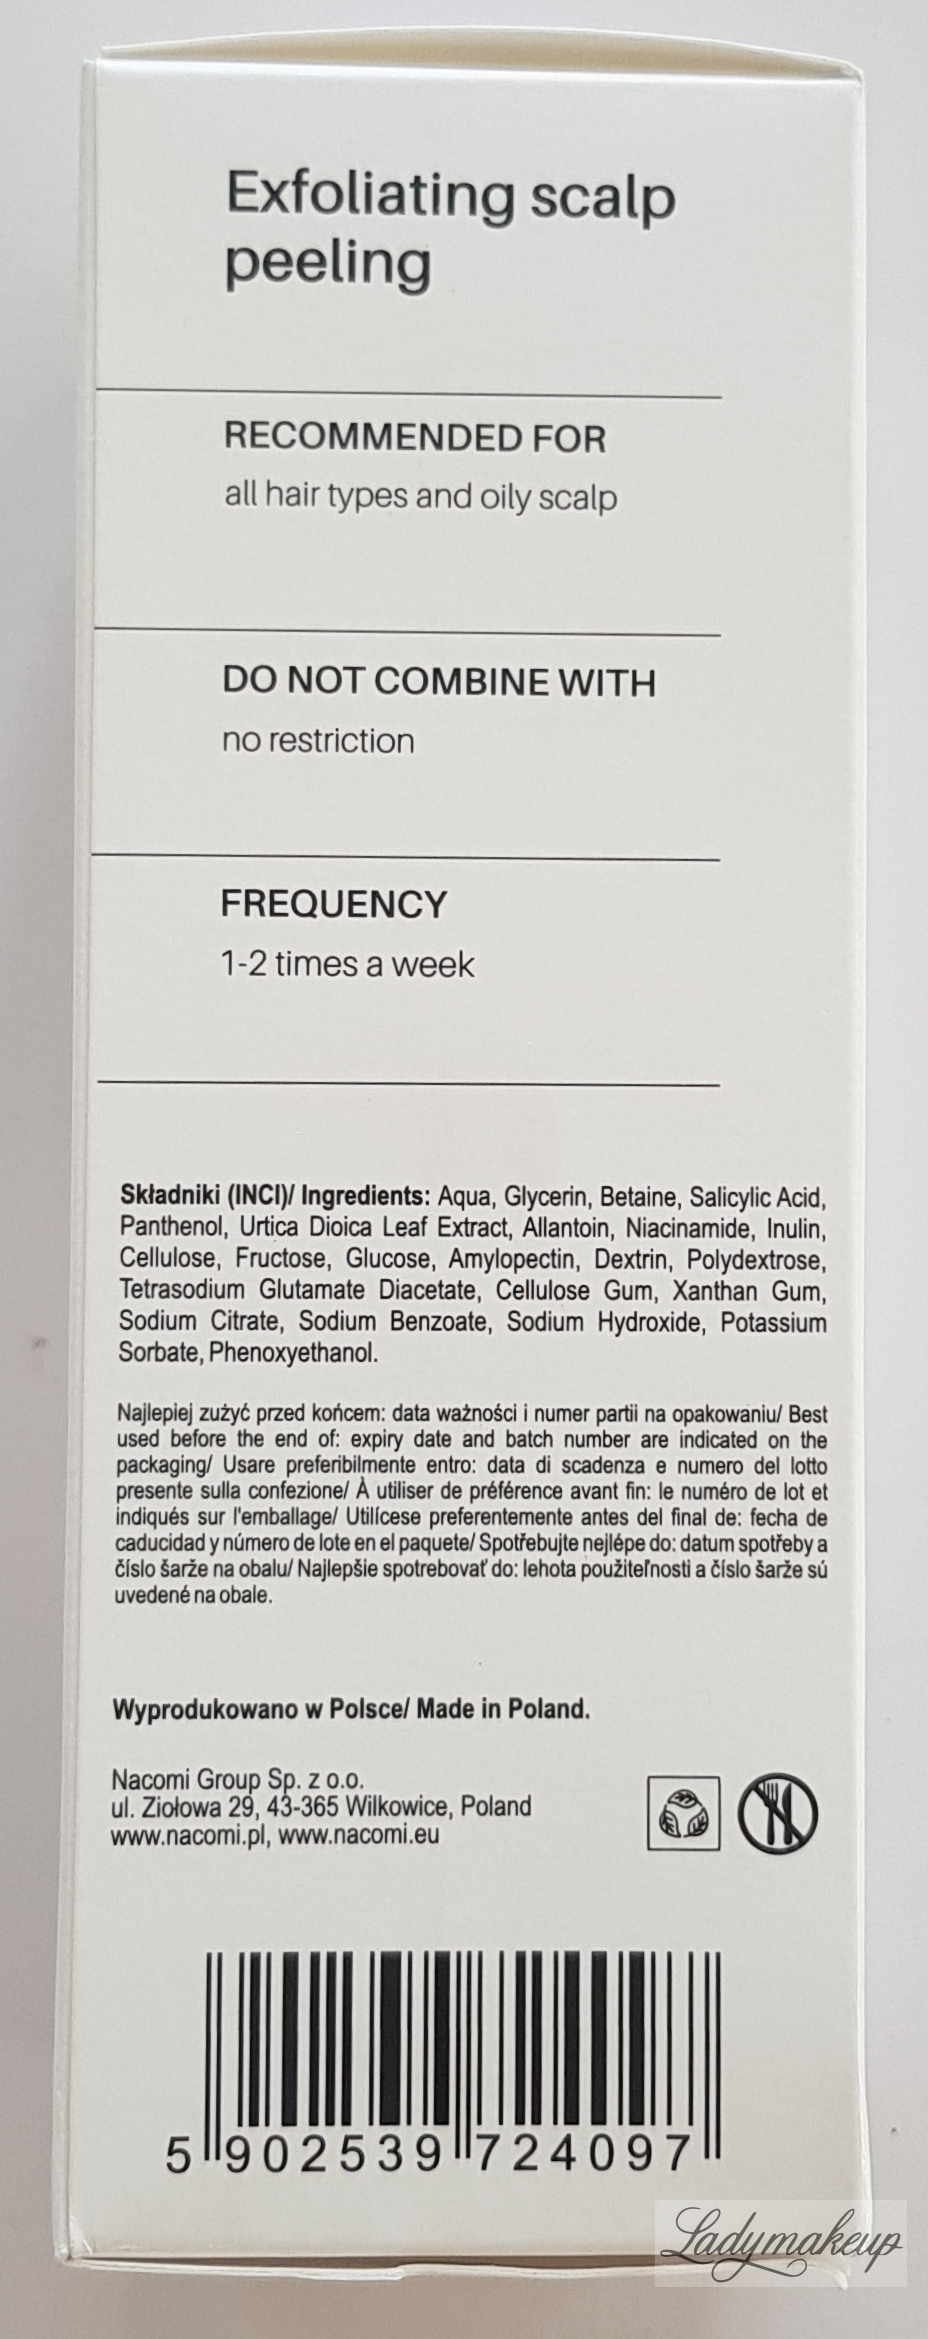 Exfoliating scalp
peeling
RECOMMENDED FOR
all hair types and oily scalp
DO NOT COMBINE WITH
no restriction
FREQUENCY
1-2 times a week
Składniki (INCI)/ Ingredients: Aqua, Glycerin, Betaine, Salicylic Acid,
Panthenol, Urtica Dioica Leaf Extract, Allantoin, Niacinamide, Inulin,
Cellulose, Fructose, Glucose, Amylopectin, Dextrin, Polydextrose,
Tetrasodium Glutamate Diacetate, Cellulose Gum, Xanthan Gum,
Sodium Citrate, Sodium Benzoate, Sodium Hydroxide, Potassium
Sorbate, Phenoxyethanol.
Najlepiej zużyć przed końcem: data ważności i numer partii na opakowaniu/ Best
used before the end of: expiry date and batch number are indicated on the
packaging/ Usare preferibilmente entro: data di scadenza e numero del lotto
presente sulla confezione/ À utiliser de préférence avant fin: le numéro de lot et
indiqués sur l'emballage/ Utilícese preferentemente antes del final de: fecha de
caducidad y número de lote en el paquete/ Spotřebujte nejlépe do: datum spotřeby a
číslo šarže na obalu/ Najlepšie spotrebovať do: lehota použiteľnosti a číslo šarže sú
uvedené na obale.
Wyprodukowano w Polsce/ Made in Poland.
Nacomi Group Sp. z o.o.
ul. Ziołowa 29, 43-365 Wilkowice, Poland
www.nacomi.pl, www.nacomi.eu
5 902539 724097
Ladymakeup